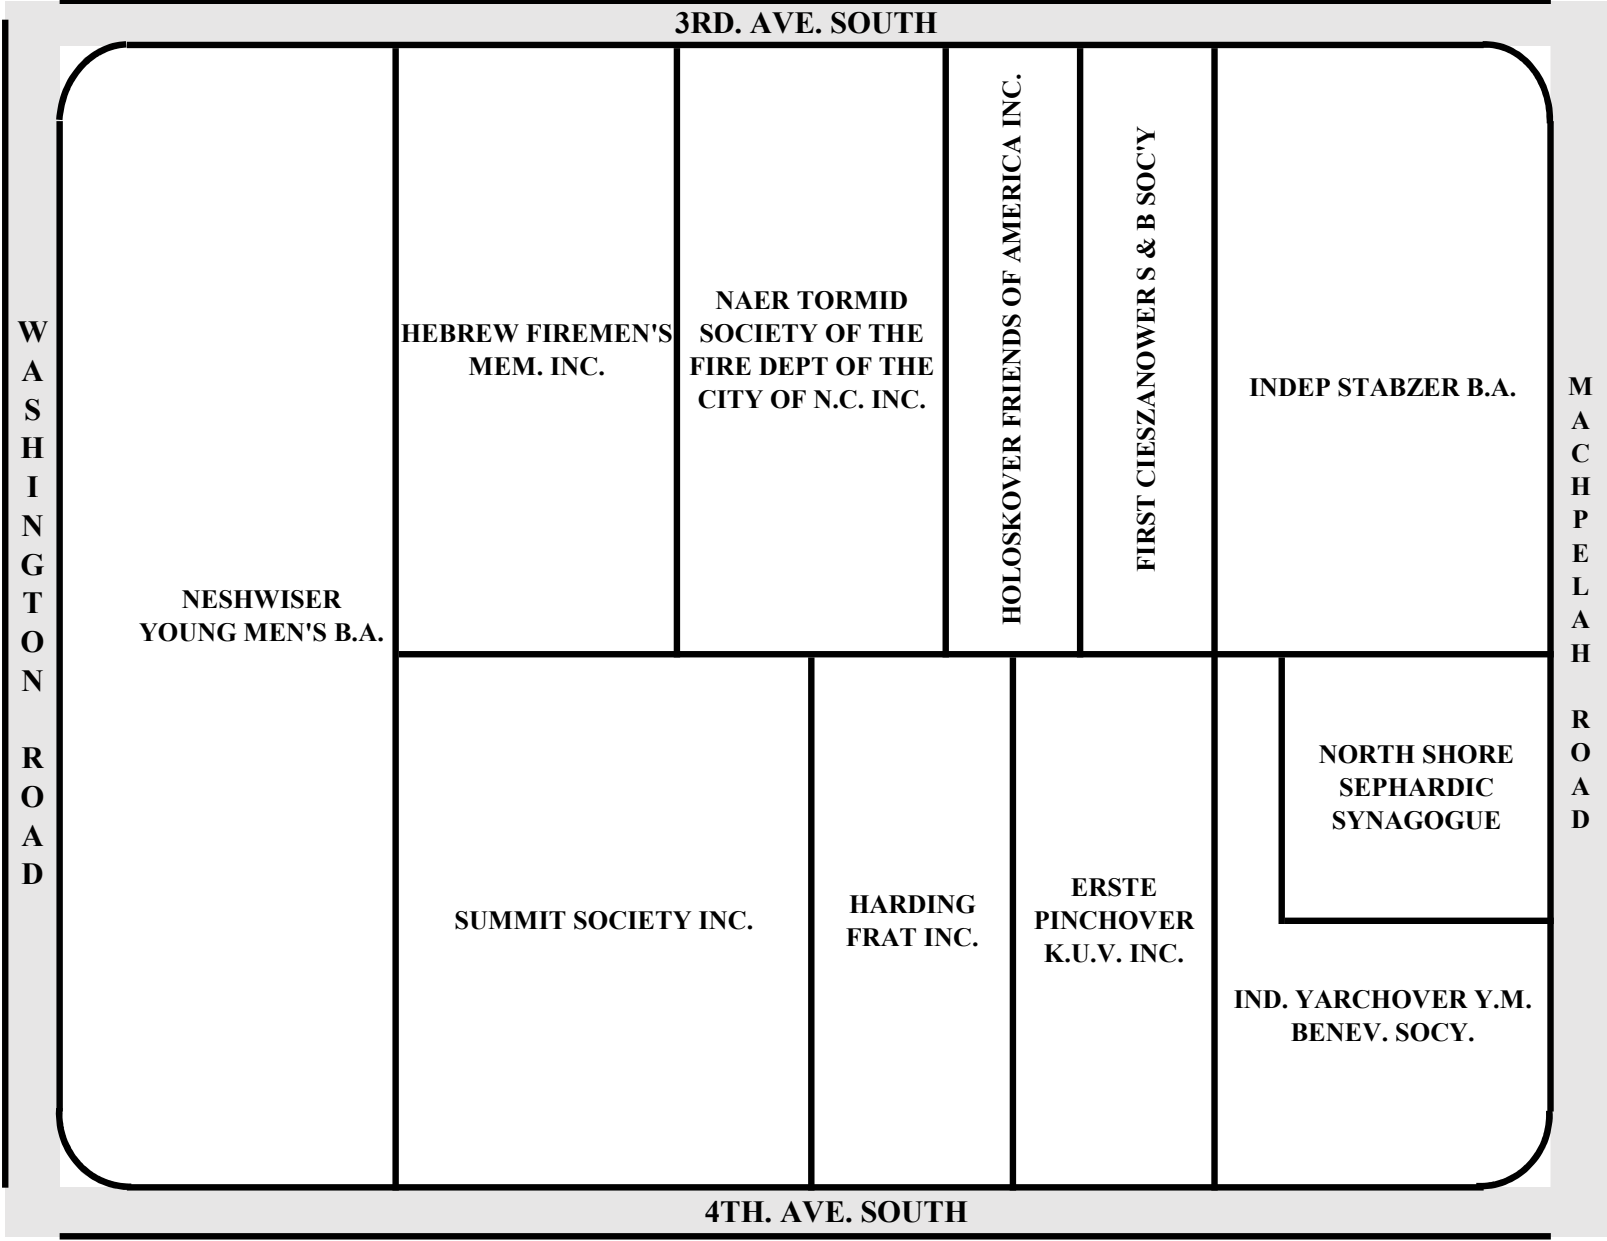 3RD. AVE. SOUTH
WASHINGTON ROAD
NESHWISER
YOUNG MEN'S B.A.
HEBREW FIREMEN'S
MEM. INC.
NAER TORMID
SOCIETY OF THE
FIRE DEPT OF THE
CITY OF N.C. INC.
HOLOSKOVER FRIENDS OF AMERICA INC.
FIRST CIESZANOWER S & B SOC'Y
INDEP STABZER B.A.
MACHPELAH ROAD
SUMMIT SOCIETY INC.
HARDING
FRAT INC.
ERSTE
PINCHOVER
K.U.V. INC.
NORTH SHORE
SEPHARDIC
SYNAGOGUE
IND. YARCHOVER Y.M.
BENEV. SOCY.
4TH. AVE. SOUTH